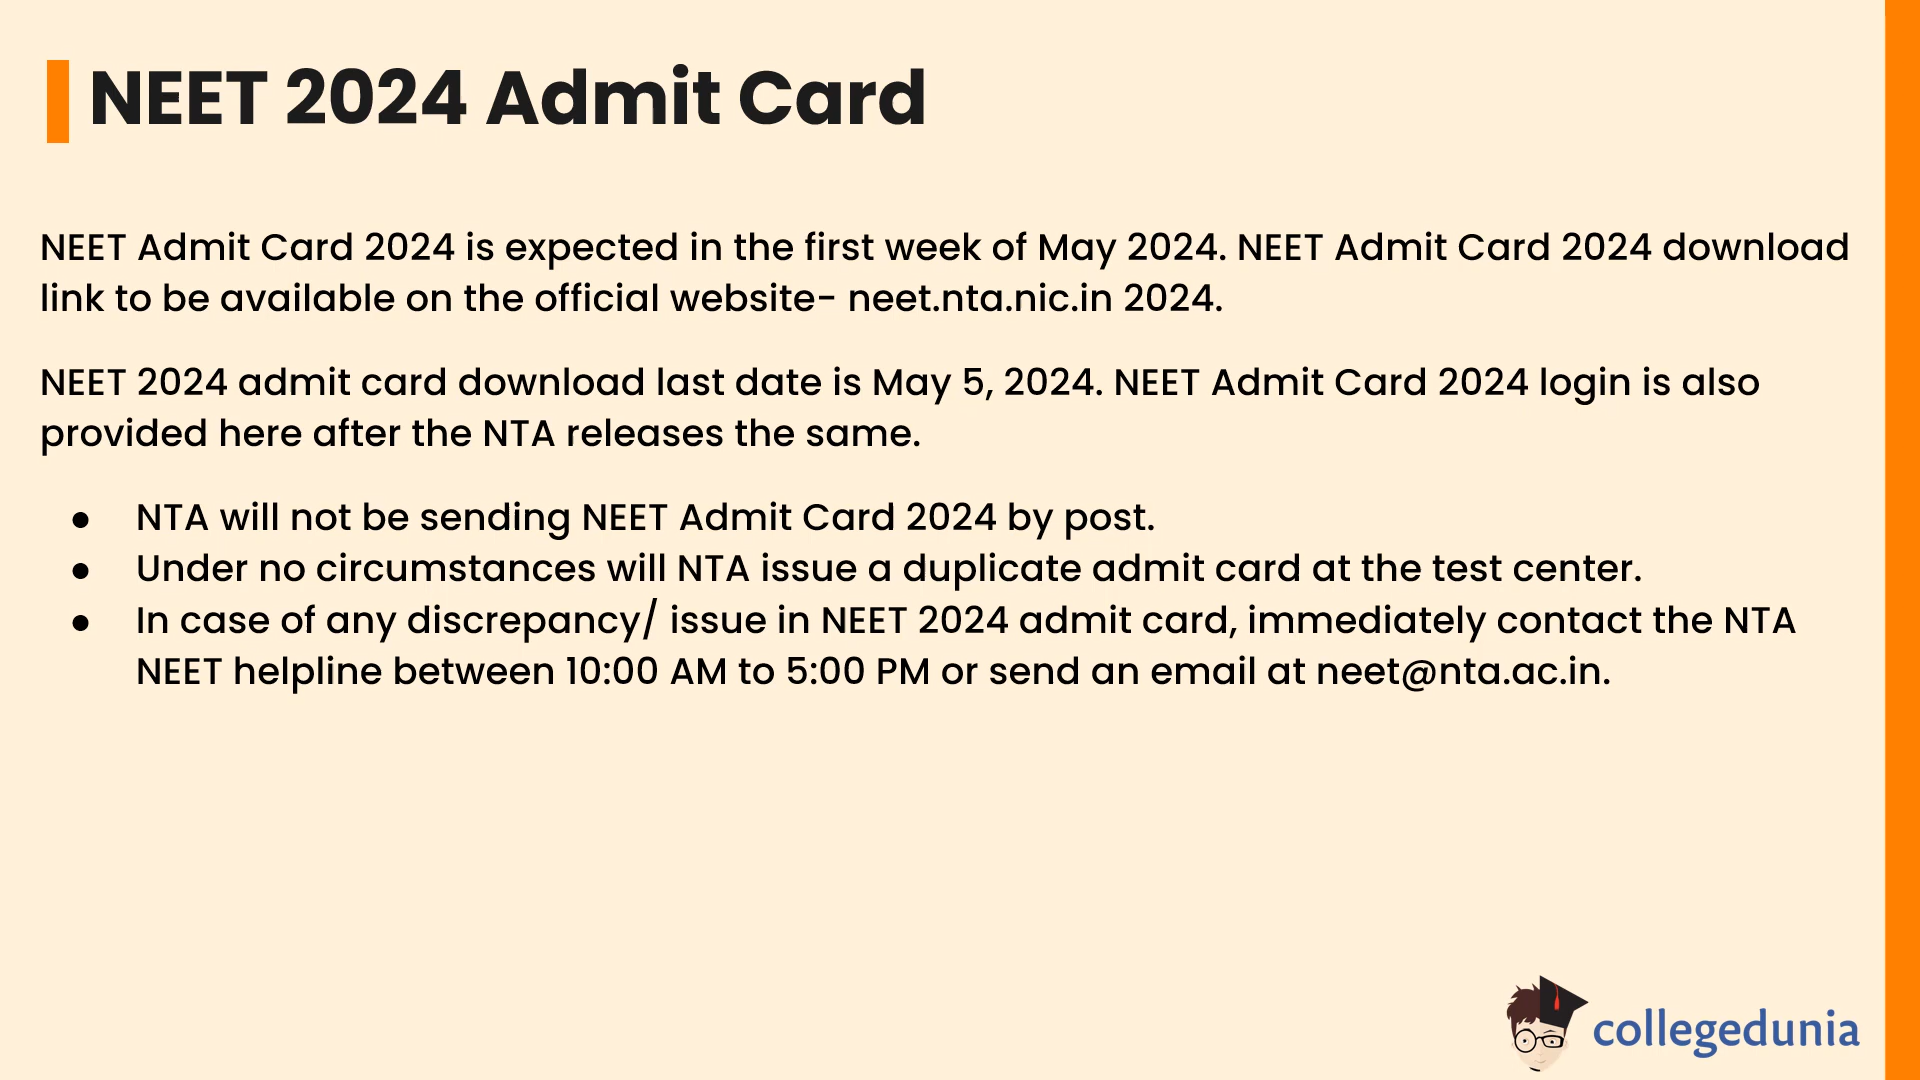 NEET 2024 Admit Card
NEET Admit Card 2024 is expected in the first week of May 2024. NEET Admit Card 2024 download
link to be available on the official website- neet.nta.nic.in 2024.
NEET 2024 admit card download last date is May 5, 2024. NEET Admit Card 2024 login is also
provided here after the NTA releases the same.
● NTA will not be sending NEET Admit Card 2024 by post.
● Under no circumstances will NTA issue a duplicate admit card at the test center.
● In case of any discrepancy/ issue in NEET 2024 admit card, immediately contact the NTA
NEET helpline between 10:00 AM to 5:00 PM or send an email at neet@nta.ac.in.
collegedunia